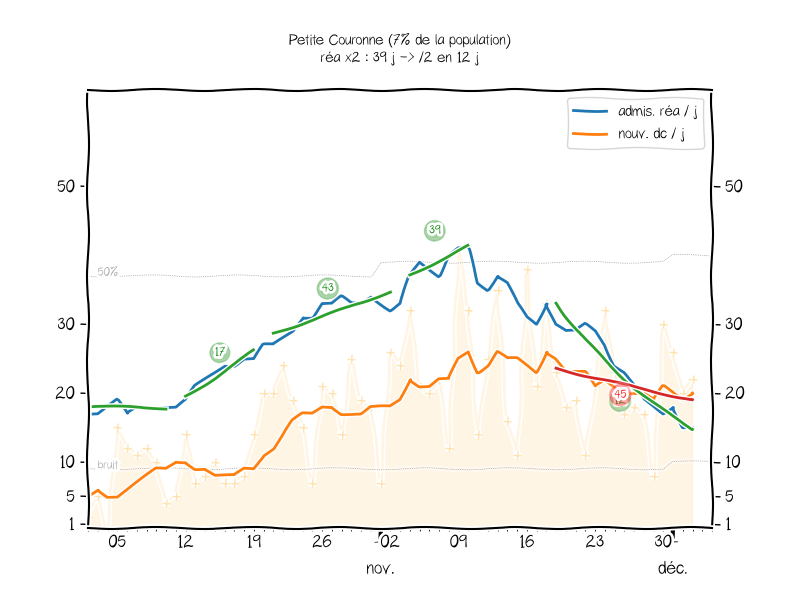 Petite Couronne (7% de la population)
réa x2 : 39 j -> /2 en 12 j
admis. réa / j
nouv. dc / j
50 50
39
50%
43
30 30
17
20 20
45
10 10
bruit
5 5
1 1
05 12 19 26 02 09 16 23 30
nov. déc.